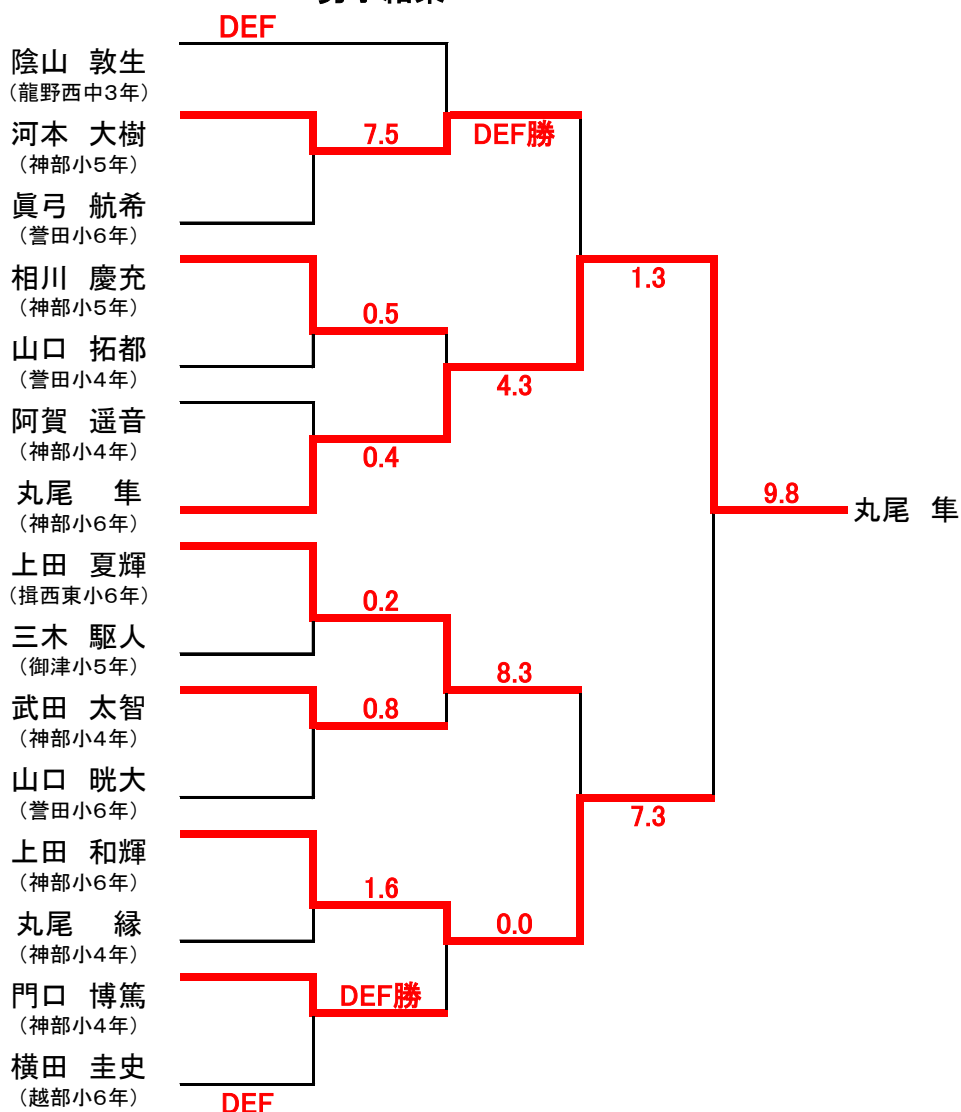 DEF
陰山 敦生
(龍野西中3年)
河本 大樹
(神部小5年)
7.5
DEF勝
眞弓 航希
(誉田小6年)
相川 慶充
(神部小5年)
1.3
0.5
山口 拓都
(誉田小4年)
4.3
阿賀 遥音
(神部小4年)
0.4
丸尾 隼
(神部小6年)
9.8
丸尾 隼
上田 夏輝
(揖西東小6年)
0.2
三木 駆人
(御津小5年)
8.3
武田 太智
(神部小4年)
0.8
山口 晄大
(誉田小6年)
7.3
上田 和輝
(神部小6年)
1.6
丸尾 縁
(神部小4年)
0.0
門口 博篤
(神部小4年)
DEF勝
横田 圭史
(越部小6年)
DEF